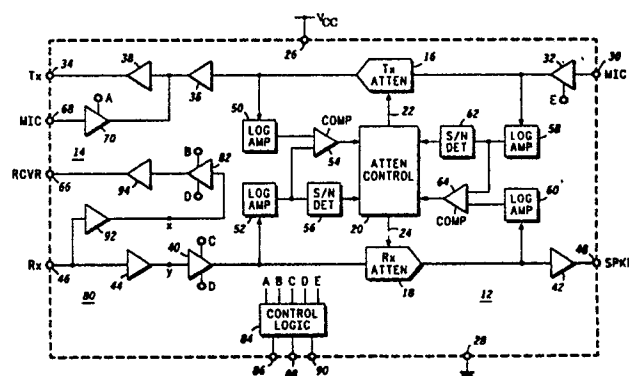 VCC
26
Tx 34 38 36 Tx ATTEN 16 32 30 MIC
E
MIC 68 A 70
50 LOG AMP
COMP 54
22
62 S/N DET
LOG AMP 58
14
RCVR 66 94 B 82 D
ATTEN CONTROL
64 COMP
LOG AMP 60
52 LOG AMP
S/N DET 56
20
92 x
24
Rx 46 44 y 40 C D
Rx ATTEN 18
42 48
80
12
A B C D E
84 CONTROL LOGIC
86 90
28